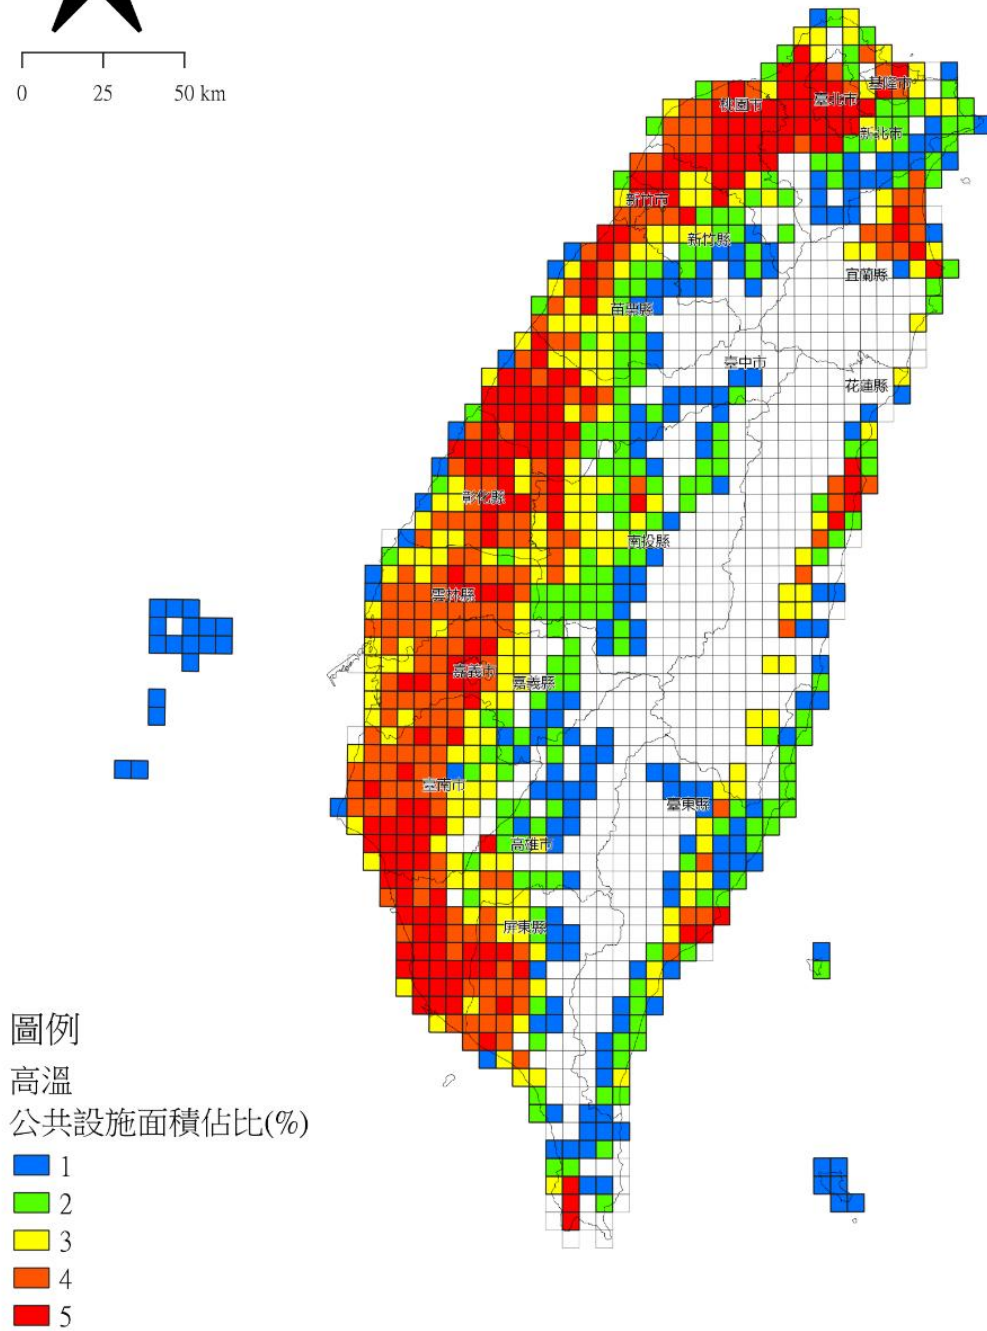 0 25 50 km
基隆市
臺北市
桃園市
新北市
新竹市
新竹縣
宜蘭縣
苗栗縣
臺中市
花蓮縣
彰化縣
南投縣
雲林縣
嘉義市
嘉義縣
臺南市
臺東縣
高雄市
屏東縣
圖例
高溫
公共設施面積佔比(%)
1
2
3
4
5